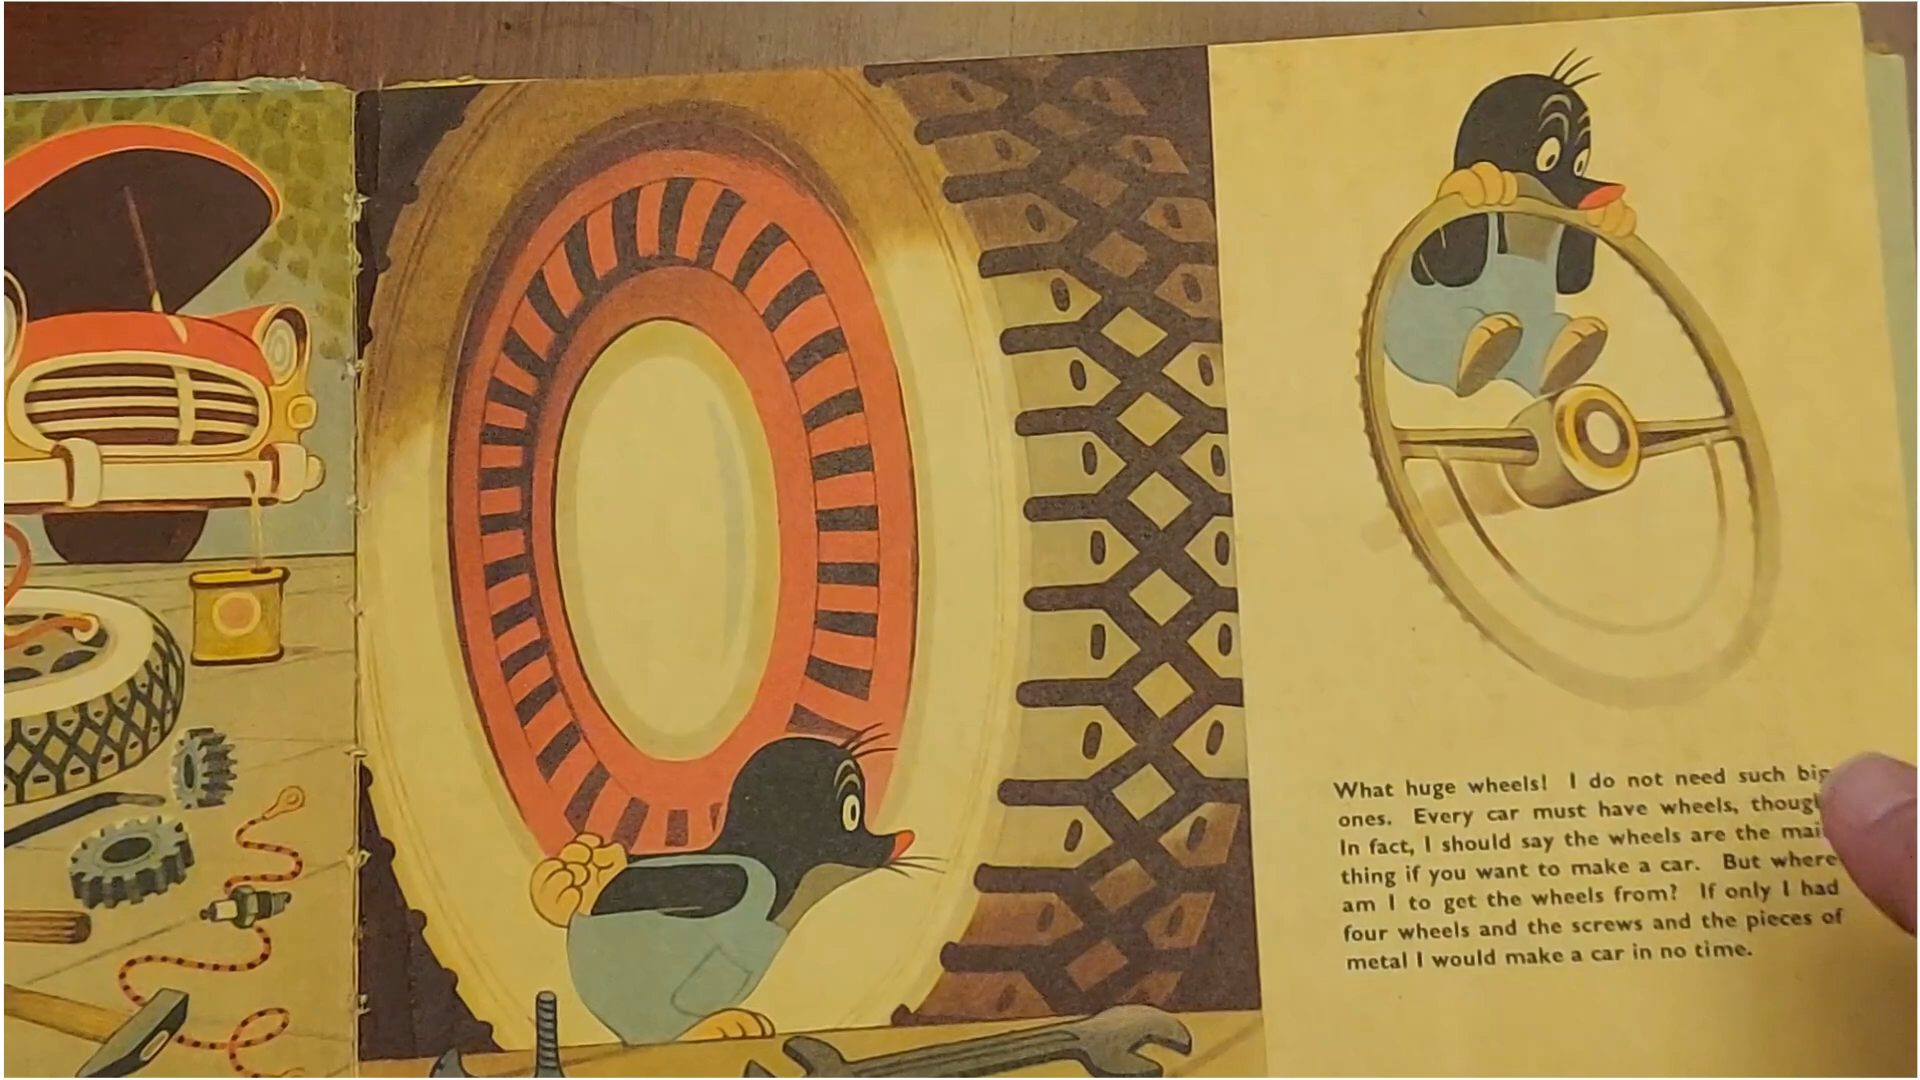 What huge wheels! I do not need such big
ones. Every car must have wheels, though
In fact, I should say the wheels are the main
thing if you want to make a car. But where
am I to get the wheels from? If only I had
four wheels and the screws and the pieces of
metal I would make a car in no time.